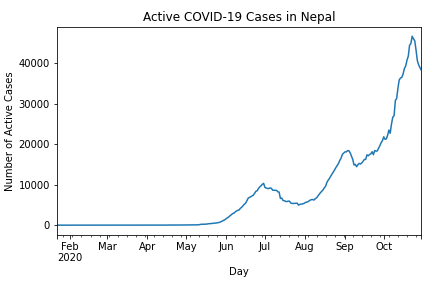 Active COVID-19 Cases in Nepal
Number of Active Cases
40000
30000
20000
10000
0
Feb Mar Apr May Jun Jul Aug Sep Oct
2020
Day